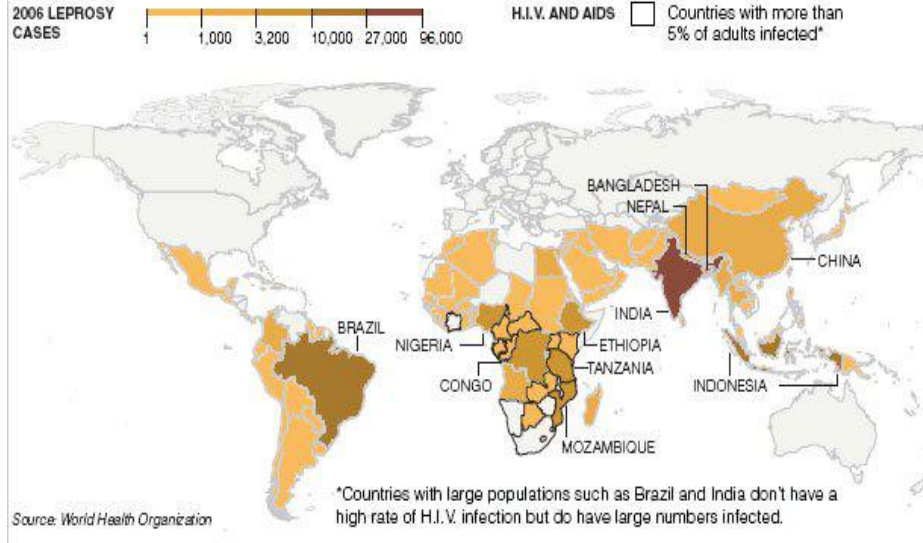 2006 LEPROSY
CASES
1 1,000 3,200 10,000 27,000 96,000
H.I.V. AND AIDS
Countries with more than
5% of adults infected*
BANGLADESH
NEPAL
CHINA
INDIA
BRAZIL
NIGERIA
ETHIOPIA
CONGO
TANZANIA
INDONESIA
MOZAMBIQUE
*Countries with large populations such as Brazil and India don't have a
high rate of H.I.V. infection but do have large numbers infected.
Source: World Health Organization